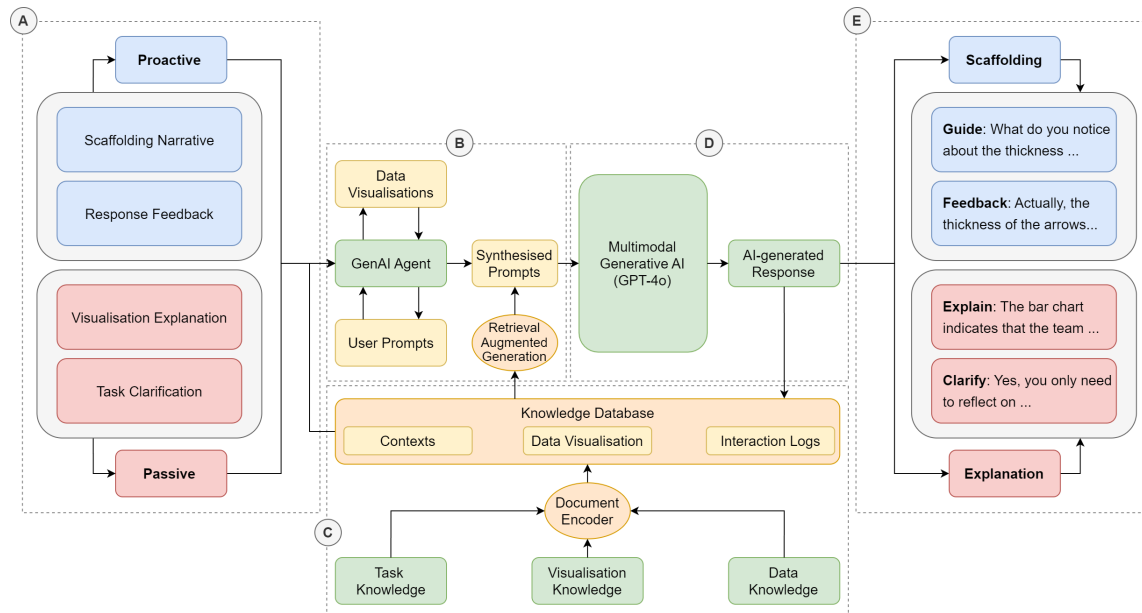 A
Proactive
Scaffolding Narrative
Response Feedback
Visualisation Explanation
Task Clarification
Passive
B
Data
Visualisations
GenAI Agent
User Prompts
Synthesised
Prompts
Retrieval
Augmented
Generation
D
Multimodal
Generative AI
(GPT-4o)
AI-generated
Response
Knowledge Database
Contexts
Data Visualisation
Interaction Logs
C
Document
Encoder
Task
Knowledge
Visualisation
Knowledge
Data
Knowledge
E
Scaffolding
Guide: What do you notice
about the thickness ...
Feedback: Actually, the
thickness of the arrows...
Explain: The bar chart
indicates that the team ...
Clarify: Yes, you only need
to reflect on ...
Explanation